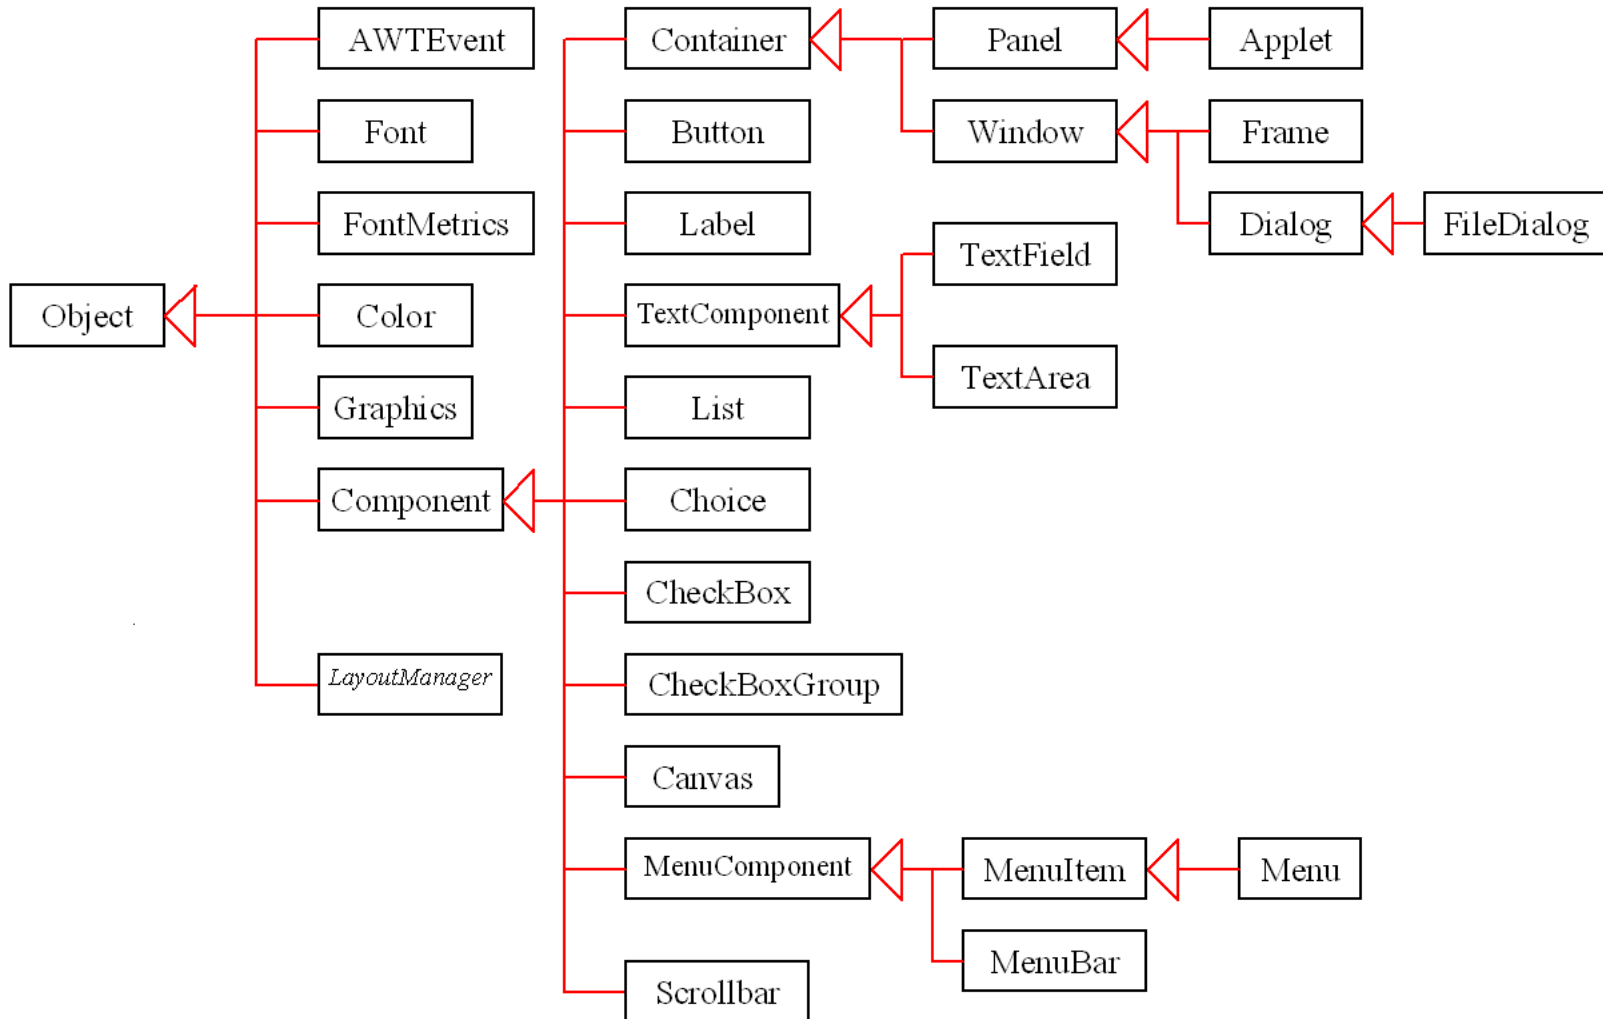 AWTEvent
Container
Panel
Applet
Font
Button
Window
Frame
FontMetrics
Label
TextField
Dialog
FileDialog
Object
Color
TextComponent
TextArea
Graphics
List
Component
Choice
CheckBox
LayoutManager
CheckBoxGroup
Canvas
MenuComponent
MenuItem
Menu
MenuBar
Scrollbar